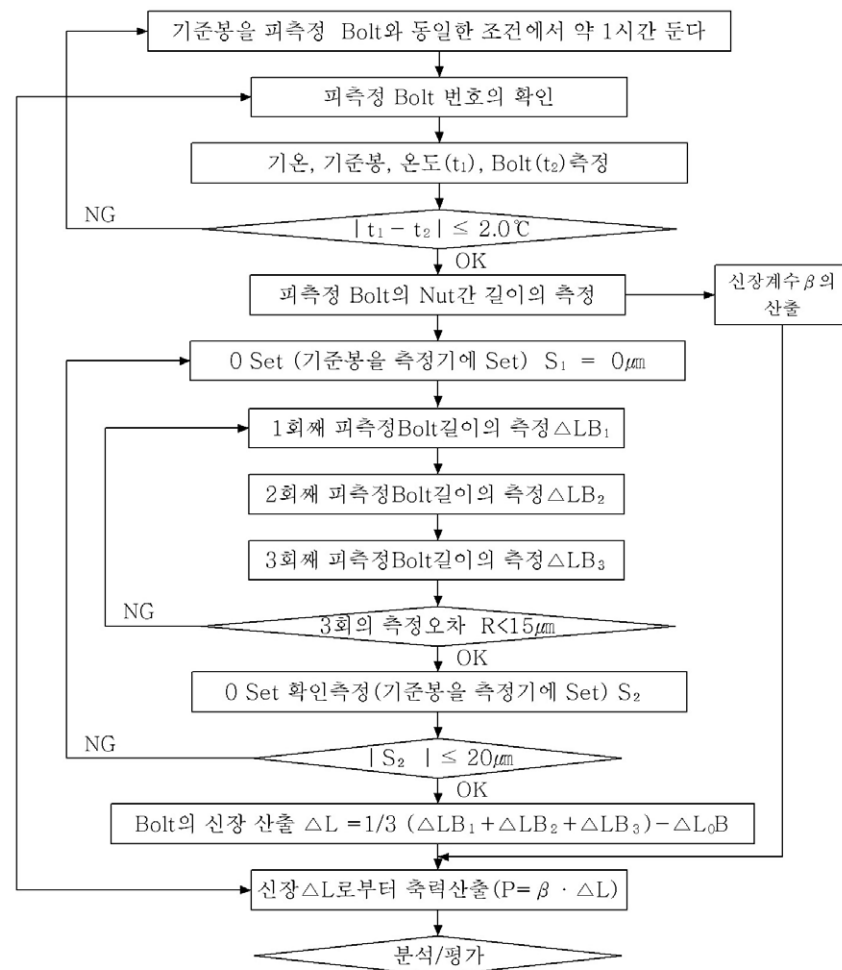 기준봉을 피측정 Bolt와 동일한 조건에서 약 1시간 둔다
피측정 Bolt 번호의 확인
기온, 기준봉, 온도(t₁), Bolt(t₂)측정
NG
|t₁ - t₂| ≤ 2.0℃
OK
피측정 Bolt의 Nut간 길이의 측정
신장계수β의
산출
0 Set (기준봉을 측정기에 Set) S₁ = 0㎛
1회째 피측정Bolt길이의 측정△LB₁
2회째 피측정Bolt길이의 측정△LB₂
3회째 피측정Bolt길이의 측정△LB₃
NG
3회의 측정오차 R<15㎛
OK
0 Set 확인측정(기준봉을 측정기에 Set) S₂
NG
|S₂ | ≤ 20㎛
OK
Bolt의 신장 산출 △L =1/3 (△LB₁+△LB₂+△LB₃)-△L₀B
신장△L로부터 축력산출(P=β · △L)
분석/평가